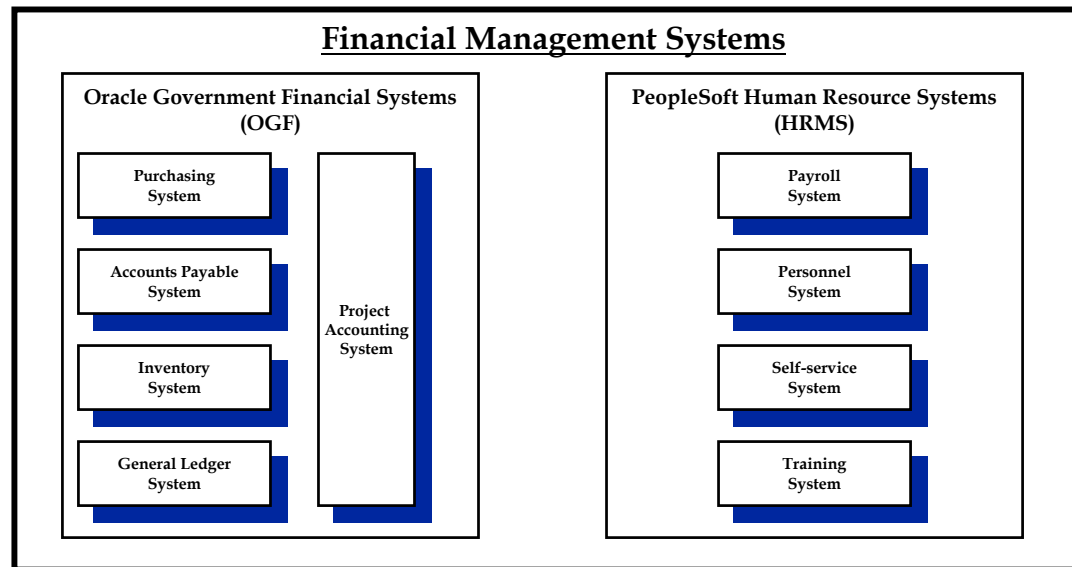 Financial Management Systems
Oracle Government Financial Systems
(OGF)
Purchasing
System
Accounts Payable
System
Inventory
System
General Ledger
System
Project
Accounting
System
PeopleSoft Human Resource Systems
(HRMS)
Payroll
System
Personnel
System
Self-service
System
Training
System